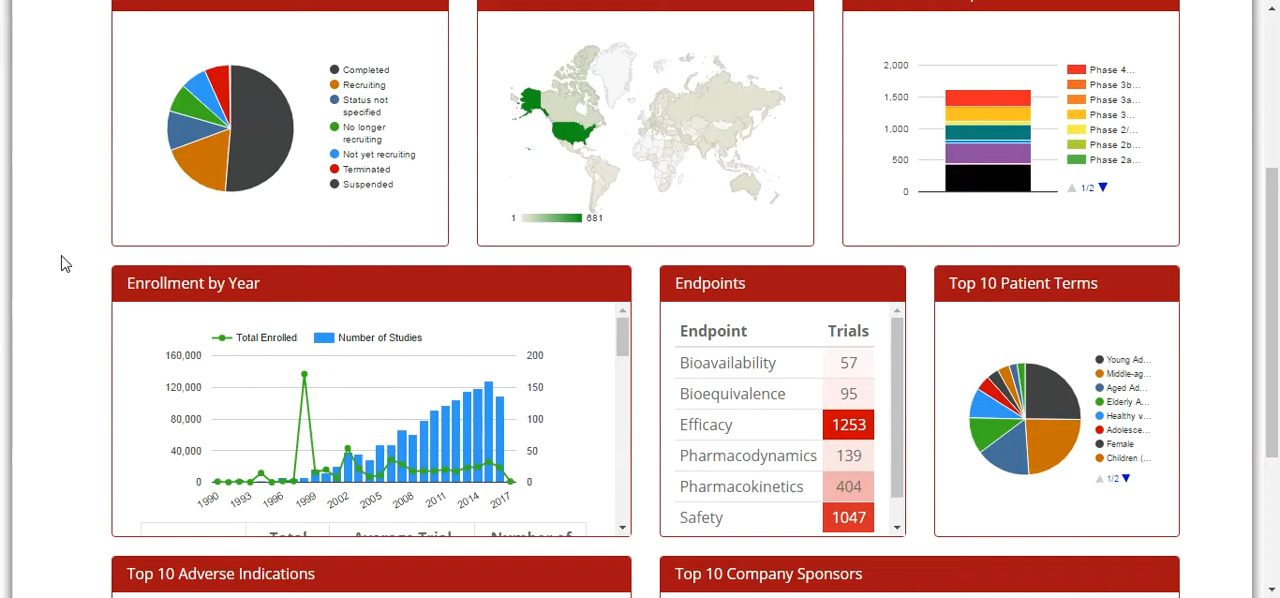 Completed
Recruiting
Status not
specified
No longer
recruiting
Not yet recruiting
Terminated
Suspended
1
681
2,000
1,500
1,000
500
0
Phase 4...
Phase 3b...
Phase 3a...
Phase 3...
Phase 2/...
Phase 2b...
Phase 2a...
1/2
Enrollment by Year
Total Enrolled
Number of Studies
160,000
120,000
80,000
40,000
0
200
150
100
50
0
1990
1993
1996
1999
2002
2005
2008
2011
2014
2017
Total
Average Trial
Number of
Endpoints
Endpoint Trials
Bioavailability 57
Bioequivalence 95
Efficacy 1253
Pharmacodynamics 139
Pharmacokinetics 404
Safety 1047
Top 10 Patient Terms
Young Ad...
Middle-ag...
Aged Ad...
Elderly A...
Healthy v...
Adolesce...
Female
Children (...
1/2
Top 10 Adverse Indications
Top 10 Company Sponsors